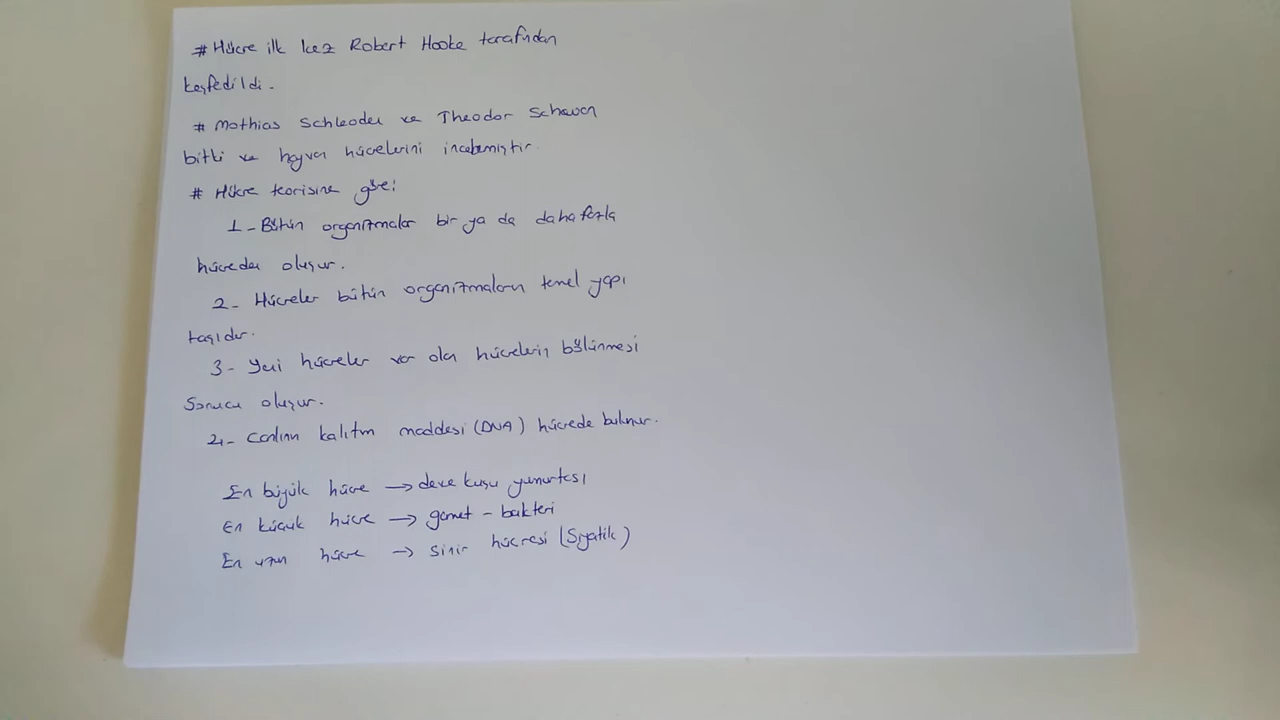 # Hücre ilk kez Robert Hooke tarafından
keşfedildi.
# Mathias Schleiden ve Theodor Schwan
bitki ve hayvan hücrelerini incelemiştir.
# Hücre teorisine göre;
1- Bütün organizmalar bir ya da daha fazla
hücreden oluşur.
2- Hücreler bütün organizmaların temel yapı
taşıdır.
3- Yeni hücreler var olan hücrelerin bölünmesi
sonucu oluşur.
4- Canlının kalıtım maddesi (DNA) hücrede bulunur.
En büyük hücre → deve kuşu yumurtası
En küçük hücre → gamet - bakteri
En uzun hücre → sinir hücresi (Siyatik)